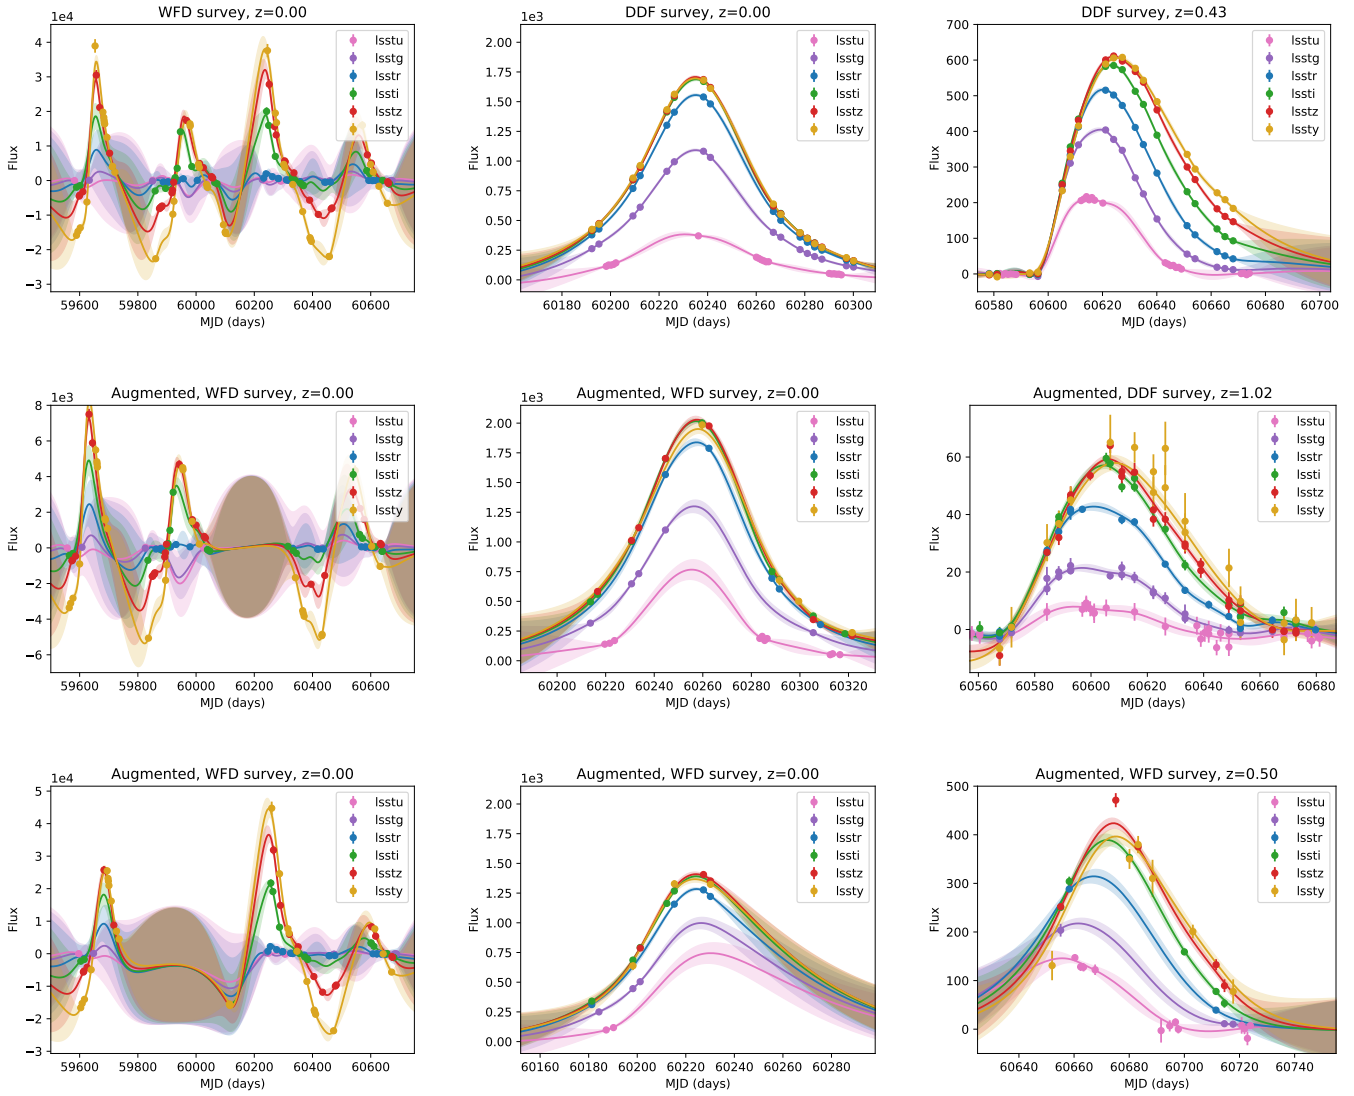 WFD survey, z=0.00
1e4
Flux
4
3
2
1
0
−1
−2
−3
59600 59800 60000 60200 60400 60600
MJD (days)
lsstu
lsstg
lsstr
lssti
lsstz
lssty
DDF survey, z=0.00
1e3
Flux
2.00
1.75
1.50
1.25
1.00
0.75
0.50
0.25
0.00
60180 60200 60220 60240 60260 60280 60300
MJD (days)
lsstu
lsstg
lsstr
lssti
lsstz
lssty
DDF survey, z=0.43
Flux
700
600
500
400
300
200
100
0
60580 60600 60620 60640 60660 60680 60700
MJD (days)
lsstu
lsstg
lsstr
lssti
lsstz
lssty
Augmented, WFD survey, z=0.00
1e3
Flux
8
6
4
2
0
−2
−4
−6
59600 59800 60000 60200 60400 60600
MJD (days)
lsstu
lsstg
lsstr
lssti
lsstz
lssty
Augmented, WFD survey, z=0.00
1e3
Flux
2.00
1.75
1.50
1.25
1.00
0.75
0.50
0.25
0.00
60200 60220 60240 60260 60280 60300 60320
MJD (days)
lsstu
lsstg
lsstr
lssti
lsstz
lssty
Augmented, DDF survey, z=1.02
Flux
60
40
20
0
60560 60580 60600 60620 60640 60660 60680
MJD (days)
lsstu
lsstg
lsstr
lssti
lsstz
lssty
Augmented, WFD survey, z=0.00
1e4
Flux
5
4
3
2
1
0
−1
−2
−3
59600 59800 60000 60200 60400 60600
MJD (days)
lsstu
lsstg
lsstr
lssti
lsstz
lssty
Augmented, WFD survey, z=0.00
1e3
Flux
2.00
1.75
1.50
1.25
1.00
0.75
0.50
0.25
0.00
60160 60180 60200 60220 60240 60260 60280
MJD (days)
lsstu
lsstg
lsstr
lssti
lsstz
lssty
Augmented, WFD survey, z=0.50
Flux
500
400
300
200
100
0
60640 60660 60680 60700 60720 60740
MJD (days)
lsstu
lsstg
lsstr
lssti
lsstz
lssty